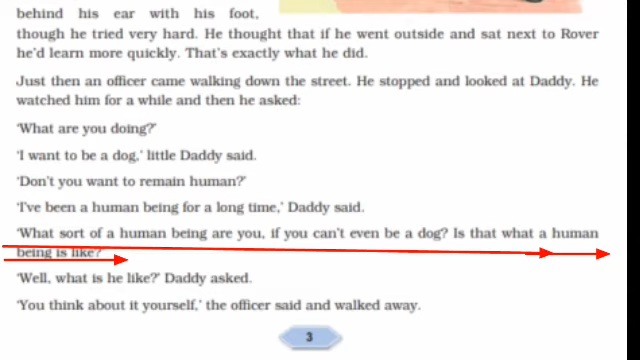 behind his ear with his foot,
though he tried very hard. He thought that if he went outside and sat next to Rover
he'd learn more quickly. That's exactly what he did.
Just then an officer came walking down the street. He stopped and looked at Daddy. He
watched him for a while and then he asked:
'What are you doing?'
'I want to be a dog,' little Daddy said.
'Don't you want to remain human?'
'I've been a human being for a long time,' Daddy said.
'What sort of a human being are you, if you can't even be a dog? Is that what a human
being is like?'
'Well, what is he like?' Daddy asked.
'You think about it yourself,' the officer said and walked away.
3